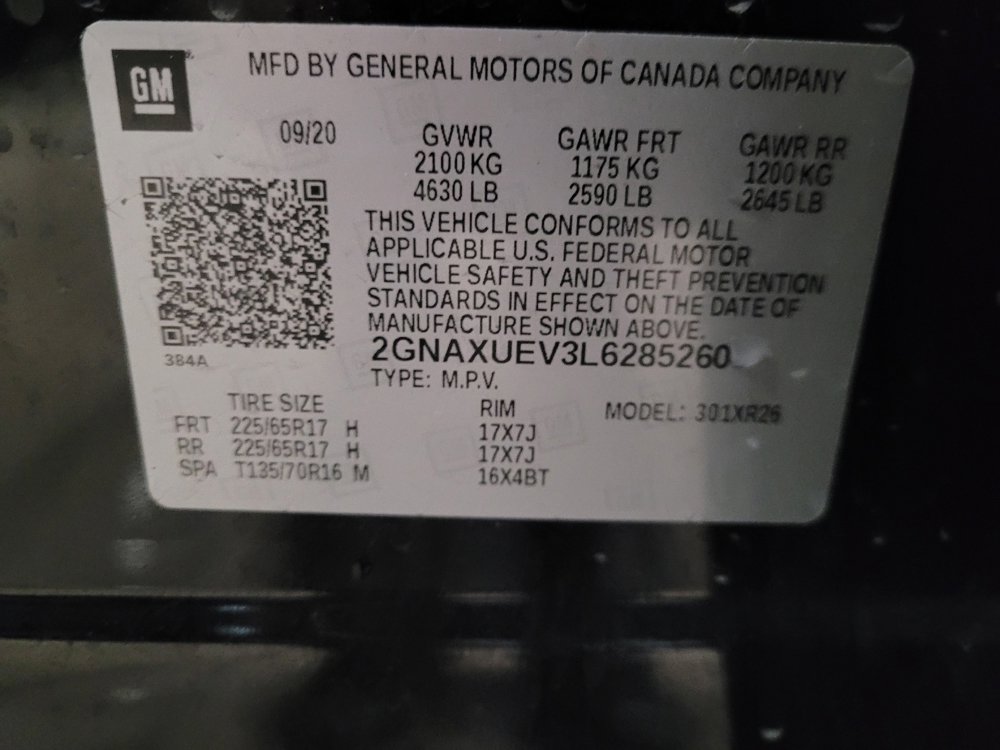 GM
MFD BY GENERAL MOTORS OF CANADA COMPANY
09/20 GVWR GAWR FRT GAWR RR
2100 KG 1175 KG 1200 KG
4630 LB 2590 LB 2645 LB
THIS VEHICLE CONFORMS TO ALL
APPLICABLE U.S. FEDERAL MOTOR
VEHICLE SAFETY AND THEFT PREVENTION
STANDARDS IN EFFECT ON THE DATE OF
MANUFACTURE SHOWN ABOVE.
384A
2GNAXUEV3L6285260
TYPE: M.P.V.
TIRE SIZE RIM MODEL: 301XR26
FRT 225/65R17 H 17X7J
RR 225/65R17 H 17X7J
SPA T135/70R16 M 16X4BT